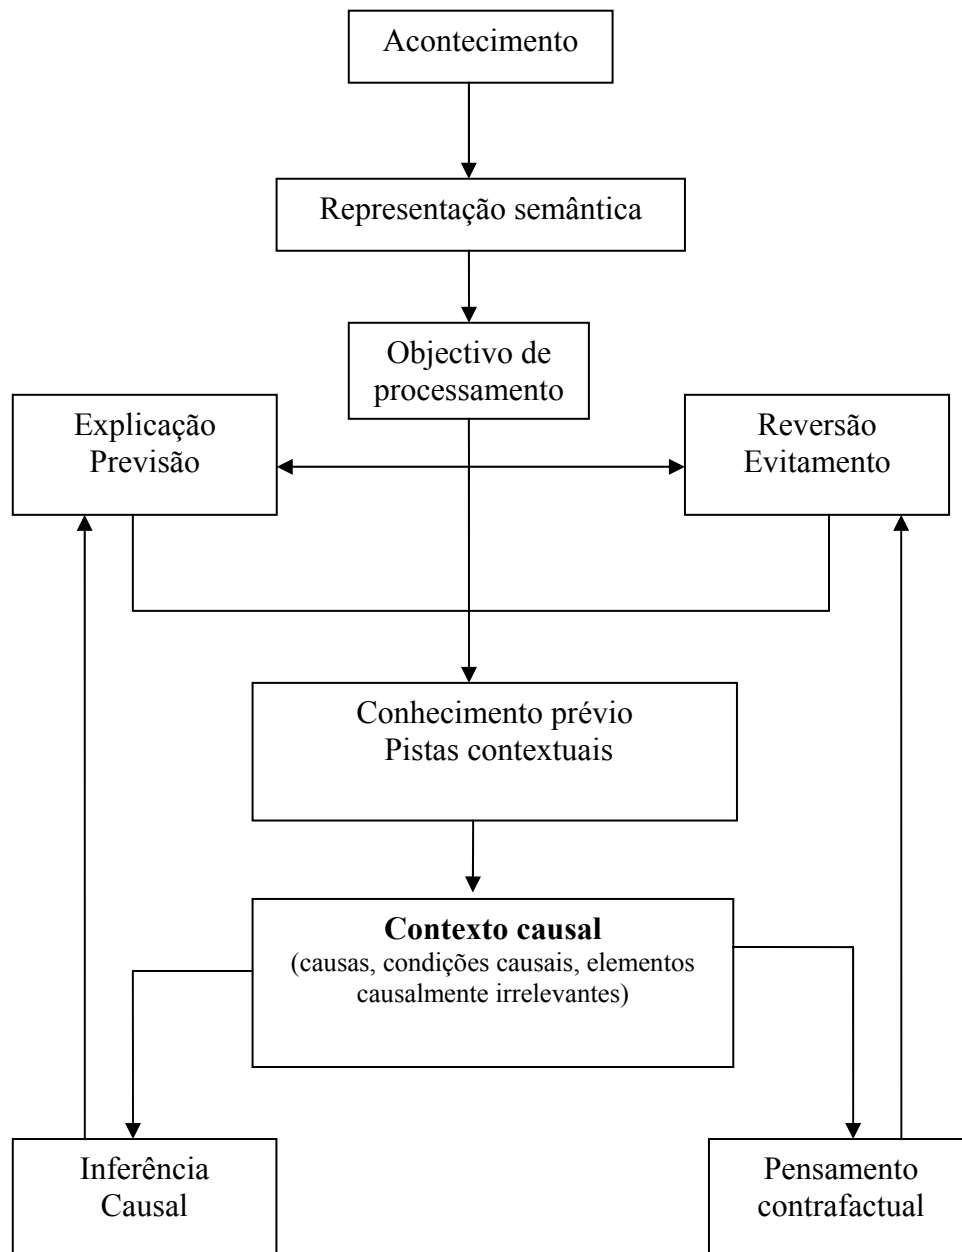 Acontecimento
Representação semântica
Objectivo de
processamento
Explicação
Previsão
Reversão
Evitamento
Conhecimento prévio
Pistas contextuais
Contexto causal
(causas, condições causais, elementos
causalmente irrelevantes)
Inferência
Causal
Pensamento
contrafactual